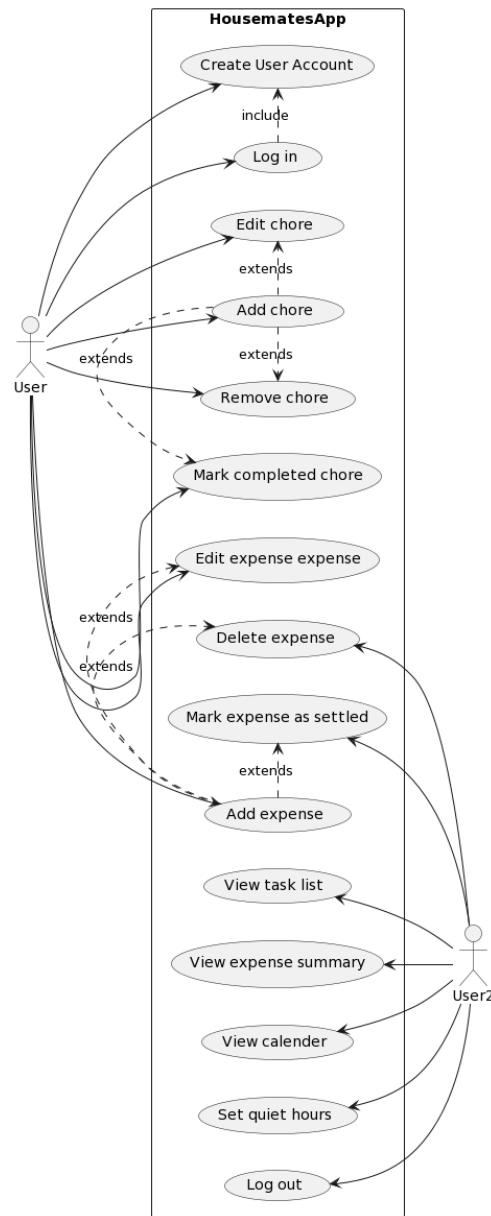 HousematesApp
Create User Account
include
Log in
Edit chore
extends
Add chore
extends
extends
User
Remove chore
Mark completed chore
Edit expense expense
extends
Delete expense
extends
Mark expense as settled
extends
Add expense
View task list
View expense summary
User2
View calender
Set quiet hours
Log out